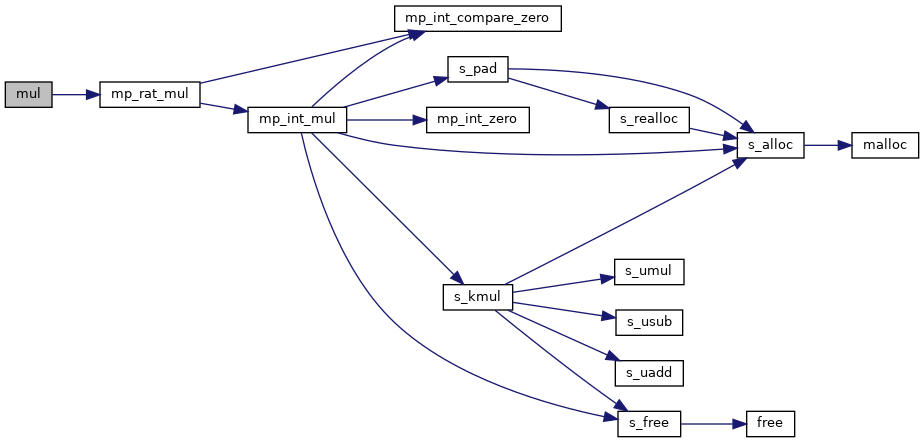 mul
mp_rat_mul
mp_int_compare_zero
mp_int_mul
s_pad
mp_int_zero
s_realloc
s_alloc
malloc
s_kmul
s_umul
s_usub
s_uadd
s_free
free